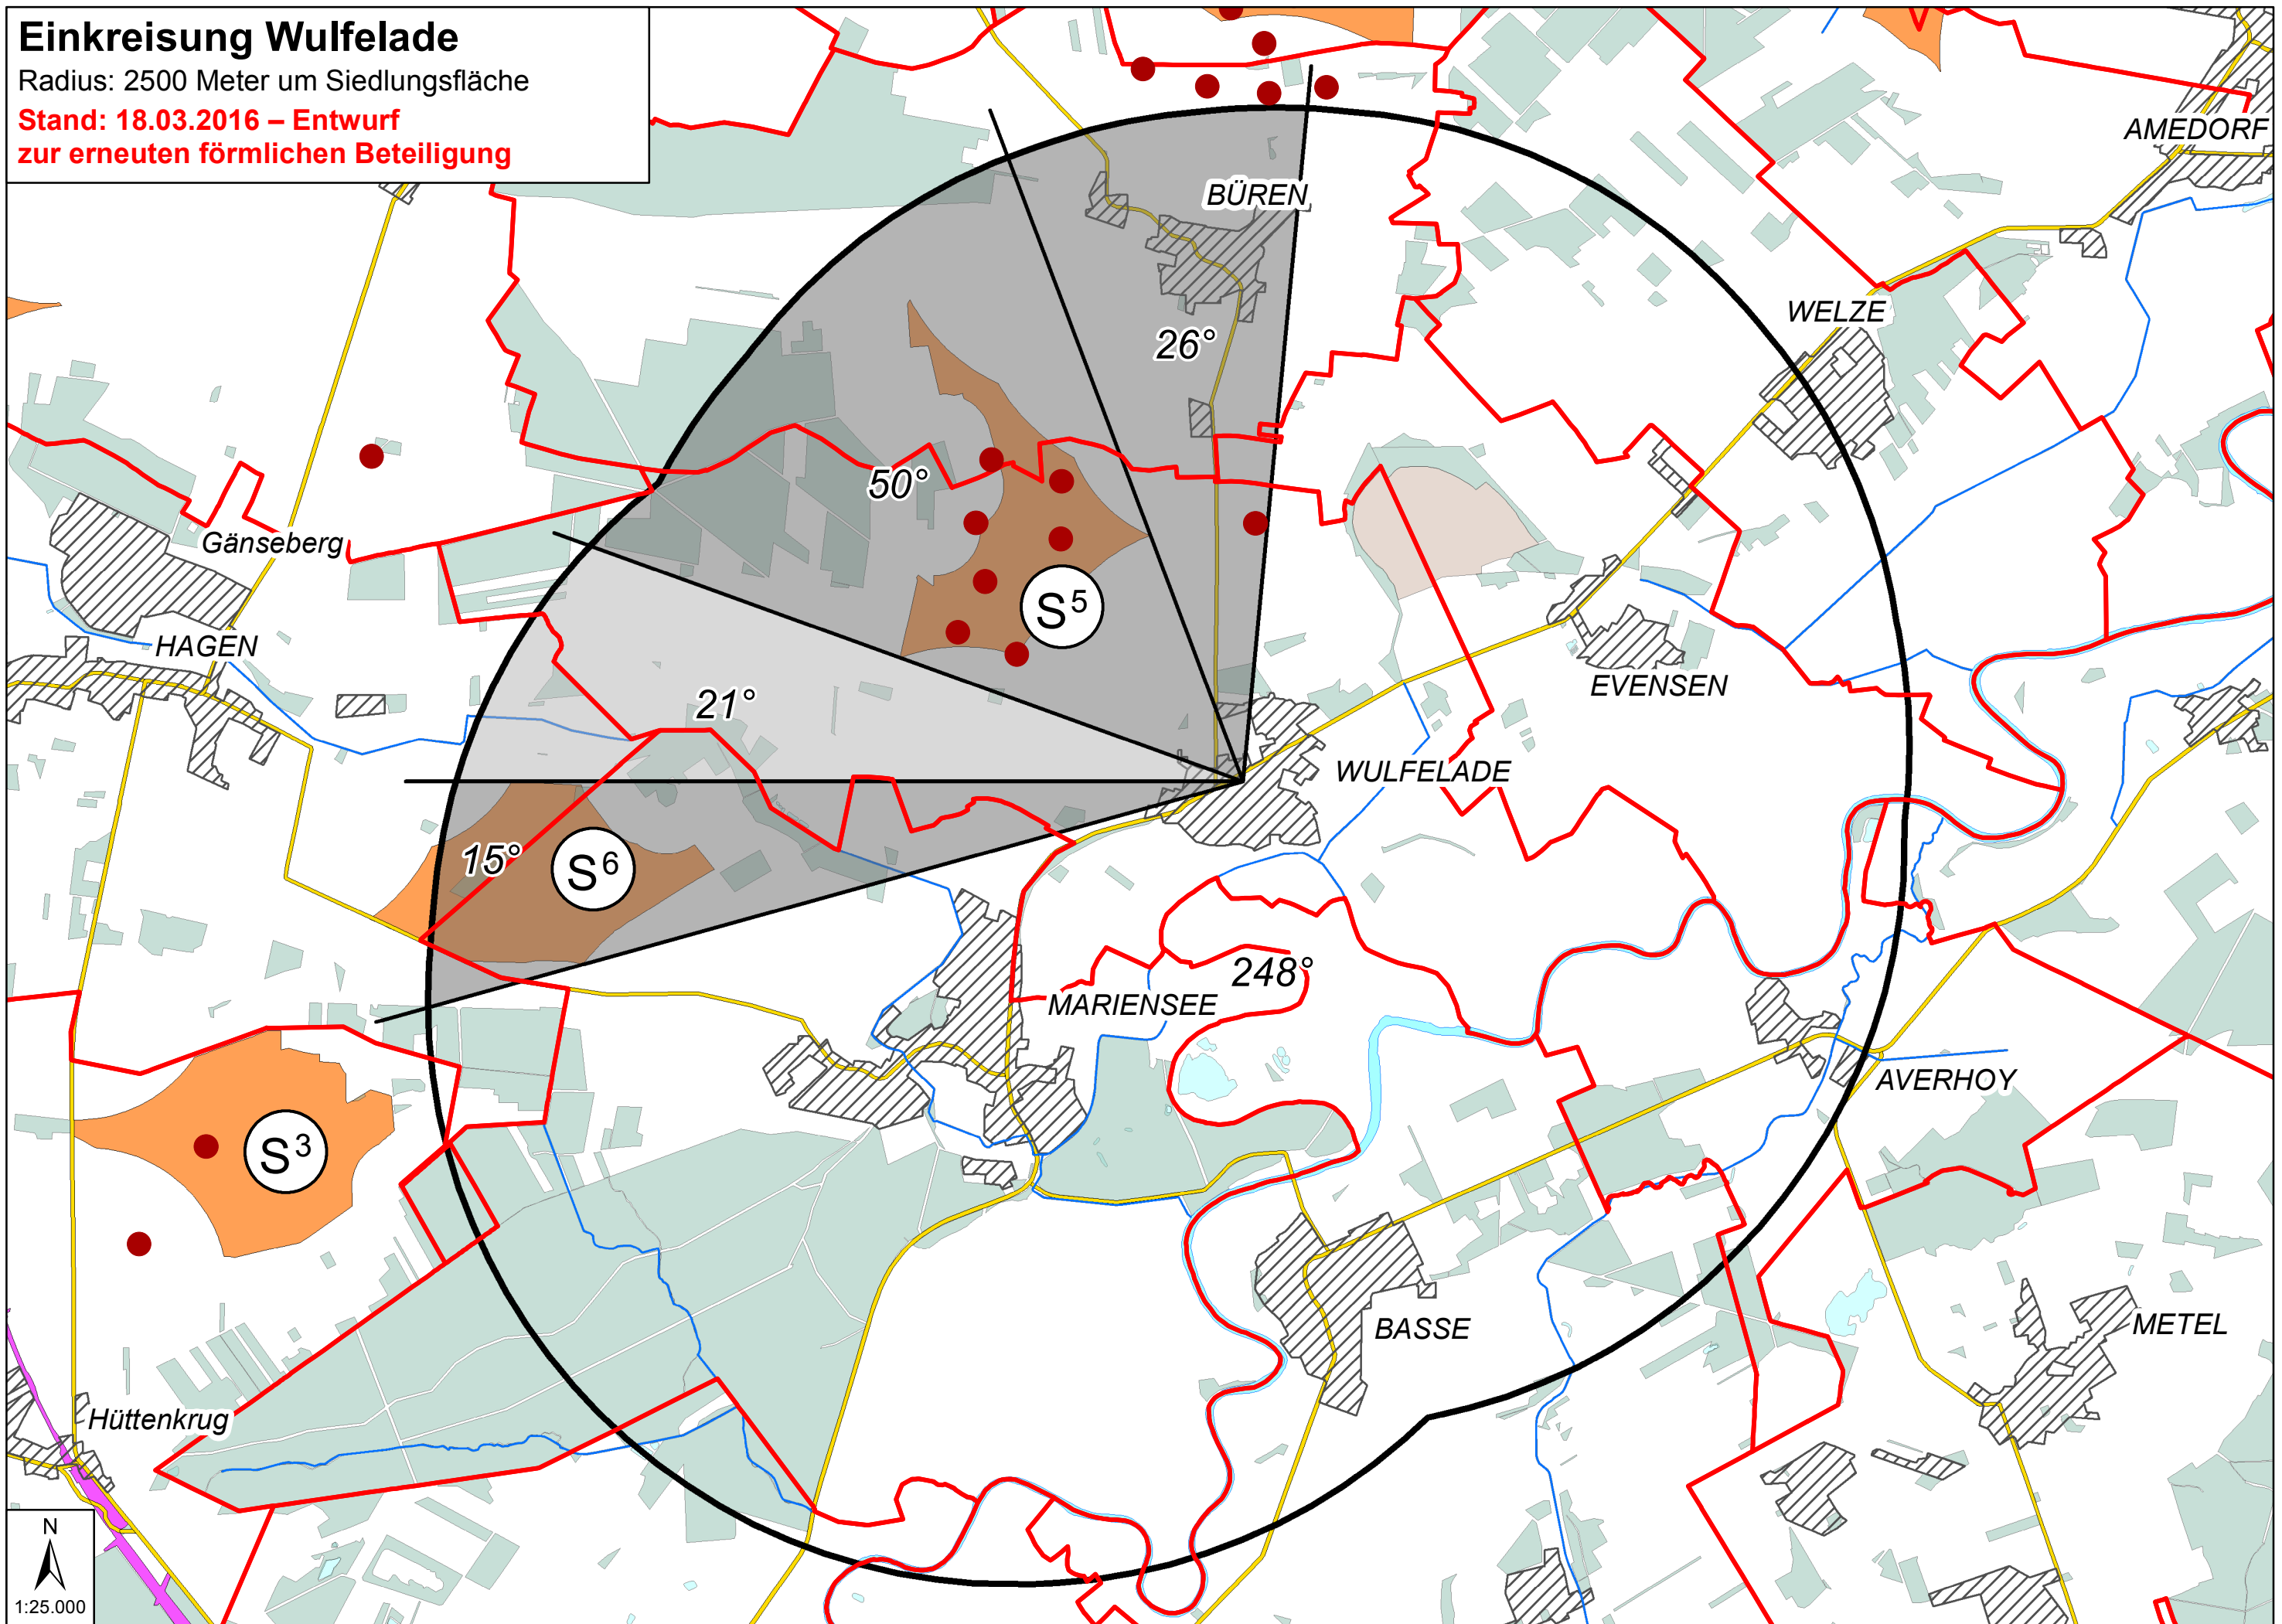 Einkreisung Wulfelade
Radius: 2500 Meter um Siedlungsfläche
Stand: 18.03.2016 – Entwurf
zur erneuten förmlichen Beteiligung
AMEDORF
BÜREN
WELZE
26°
50°
Gänseberg
S5
HAGEN
EVENSEN
21°
WULFELADE
15°
S6
248°
MARIENSEE
AVERHOY
S3
BASSE
METEL
Hüttenkrug
N
1:25.000